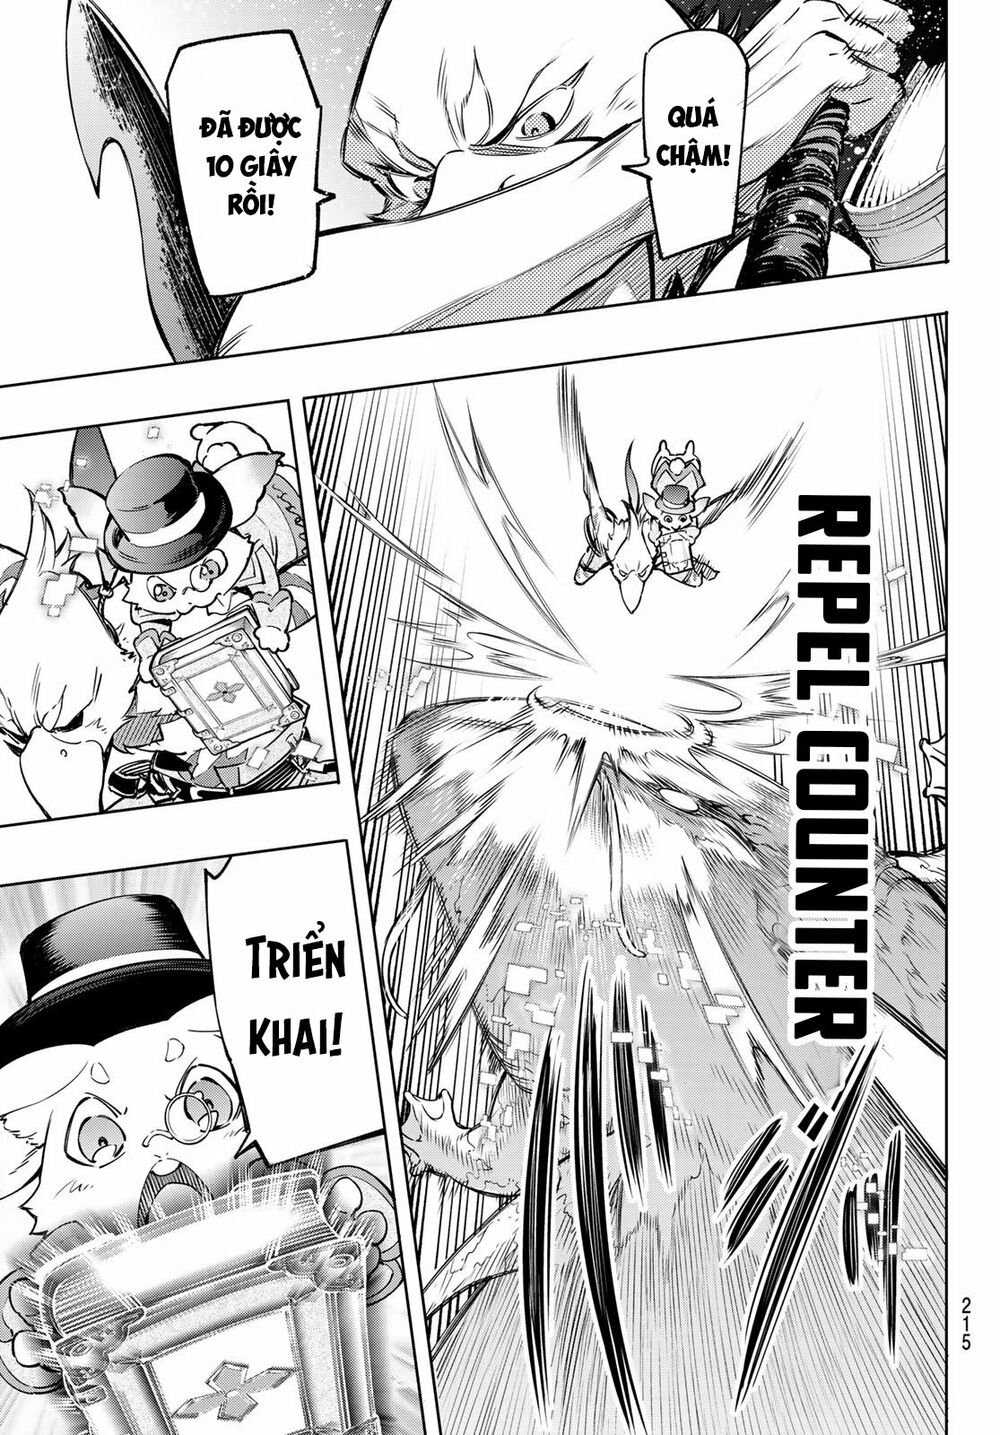 QUÁ
CHẬM!
ĐÃ ĐƯỢC
10 GIÂY
RỒI!
REPEL COUNTER
TRIỂN
KHAI!
215